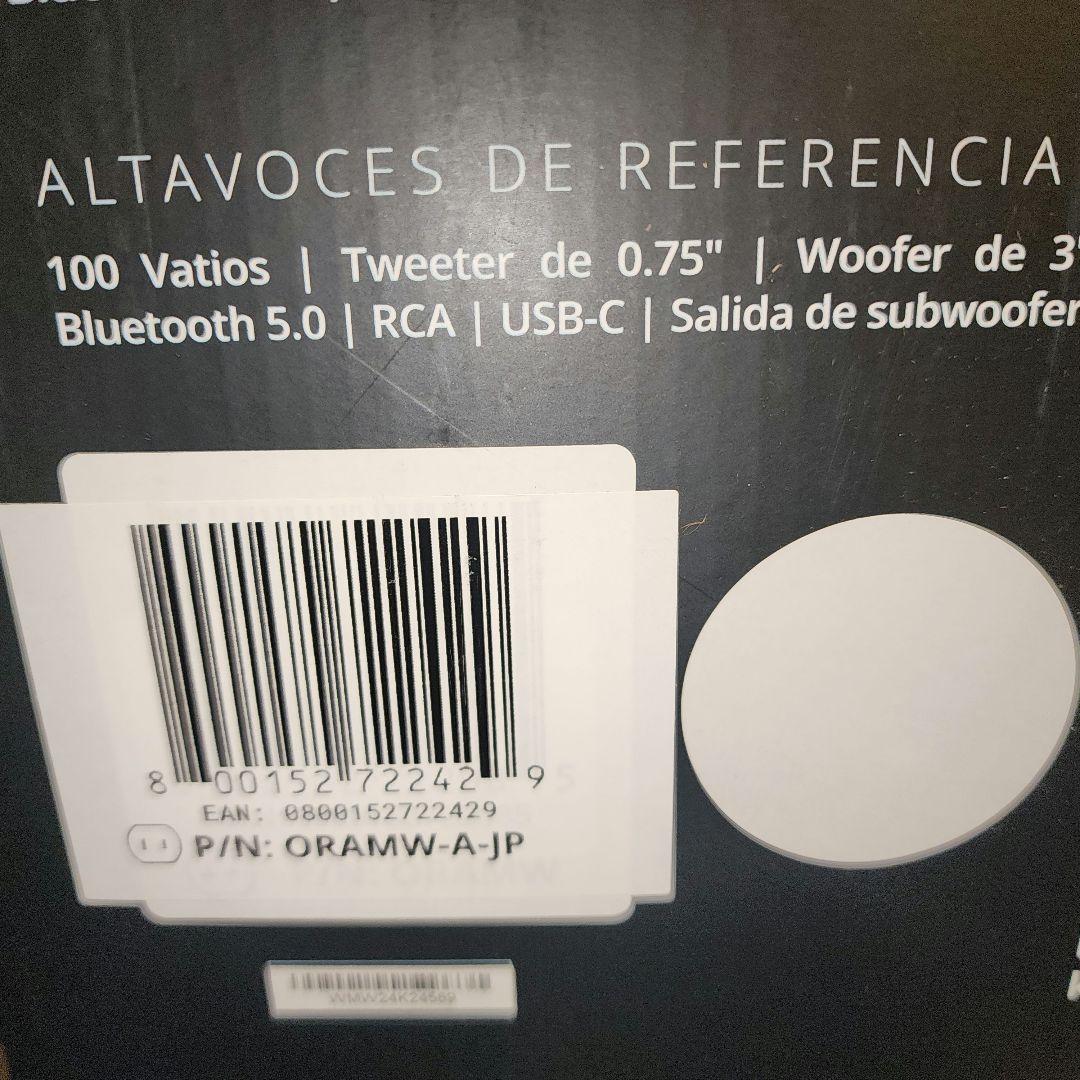 ALTAVOCES DE REFERENCIA
100 Vatios | Tweeter de 0.75" | Woofer de 3"
Bluetooth 5.0 | RCA | USB-C | Salida de subwoofer
8 00152 72242 9
EAN: 0800152722429
P/N: ORAMW-A-JP